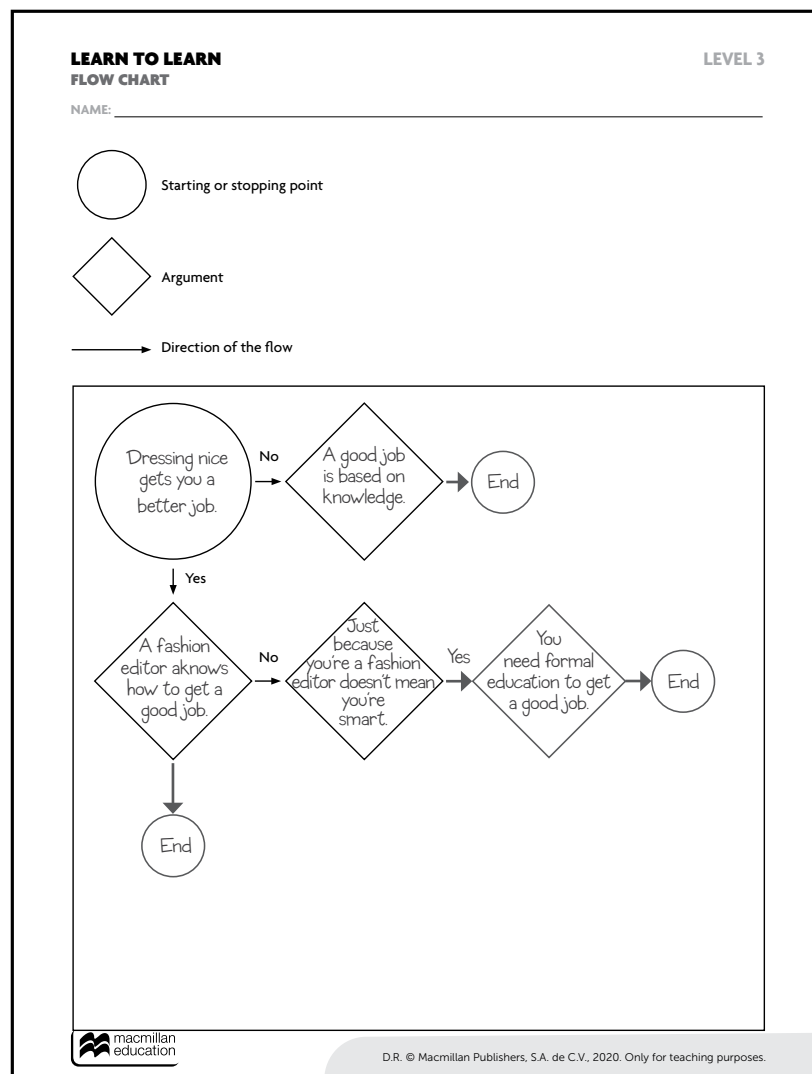 LEARN TO LEARN
LEVEL 3
FLOW CHART
NAME:
Starting or stopping point
Argument
Direction of the flow
Dressing nice
gets you a
better job.
No
A good job
is based on
knowledge.
End
Yes
A fashion
editor aknows
how to get a
good job.
No
Just
because
you're a fashion
editor doesn't mean
you're
smart.
Yes
You
need formal
education to get
a good job.
End
End
macmillan
education
D.R. © Macmillan Publishers, S.A. de C.V., 2020. Only for teaching purposes.